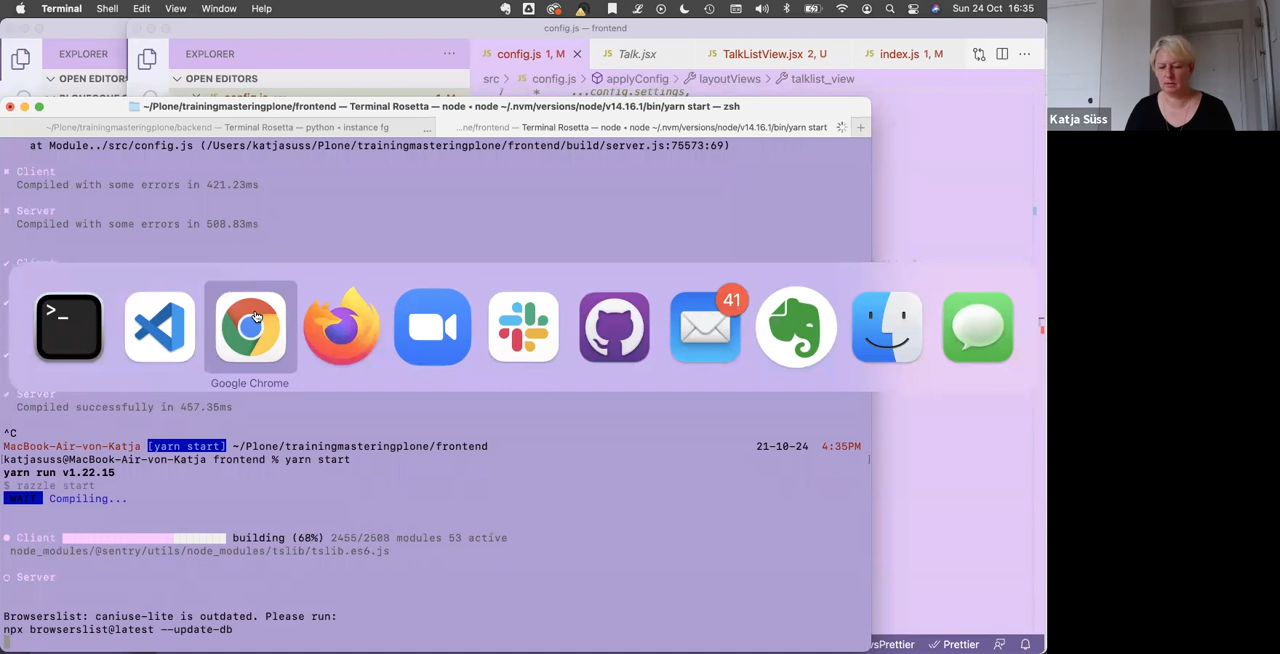 Terminal Shell Edit View Window Help Sun 24 Oct 16:35
config.js — frontend
EXPLORER EXPLORER ··· JS config.js 1, M × JS Talk.jsx JS TalkListView.jsx 2, U JS index.js 1, M ···
OPEN EDITORS OPEN EDITORS src > JS config.js > applyConfig > layoutViews > talklist_view
* ...config.settings,
~/Plone/trainingmasteringplone/frontend — Terminal Rosetta — node • node ~/.nvm/versions/node/v14.16.1/bin/yarn start — zsh
~/Plone/trainingmasteringplone/backend — Terminal Rosetta — python • instance fg ... ...ne/frontend — Terminal Rosetta — node • node ~/.nvm/versions/node/v14.16.1/bin/yarn start +
at Module../src/config.js (/Users/katjasuss/Plone/trainingmasteringplone/frontend/build/server.js:75573:69)
Client
Compiled with some errors in 421.23ms
Server
Compiled with some errors in 508.83ms
41
Google Chrome
Server
Compiled successfully in 457.35ms
^C
MacBook-Air-von-Katja [yarn start] ~/Plone/trainingmasteringplone/frontend 21-10-24 4:35PM
katjasuss@MacBook-Air-von-Katja frontend % yarn start
yarn run v1.22.15
$ razzle start
WAIT Compiling...
Client building (68%) 2455/2508 modules 53 active
node_modules/@sentry/utils/node_modules/tslib/tslib.es6.js
Server
Browserslist: caniuse-lite is outdated. Please run:
npx browserslist@latest --update-db
Prettier
Katja Süss